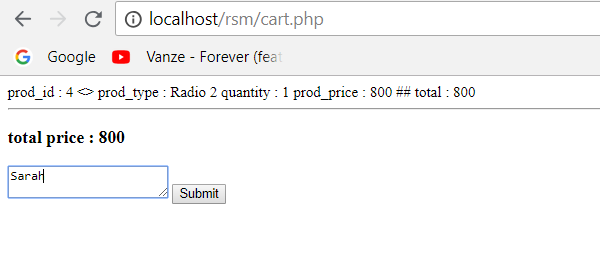 localhost/rsm/cart.php
Google Vanze - Forever (feat
prod_id : 4 <> prod_type : Radio 2 quantity : 1 prod_price : 800 ## total : 800
total price : 800
Sarah
Submit